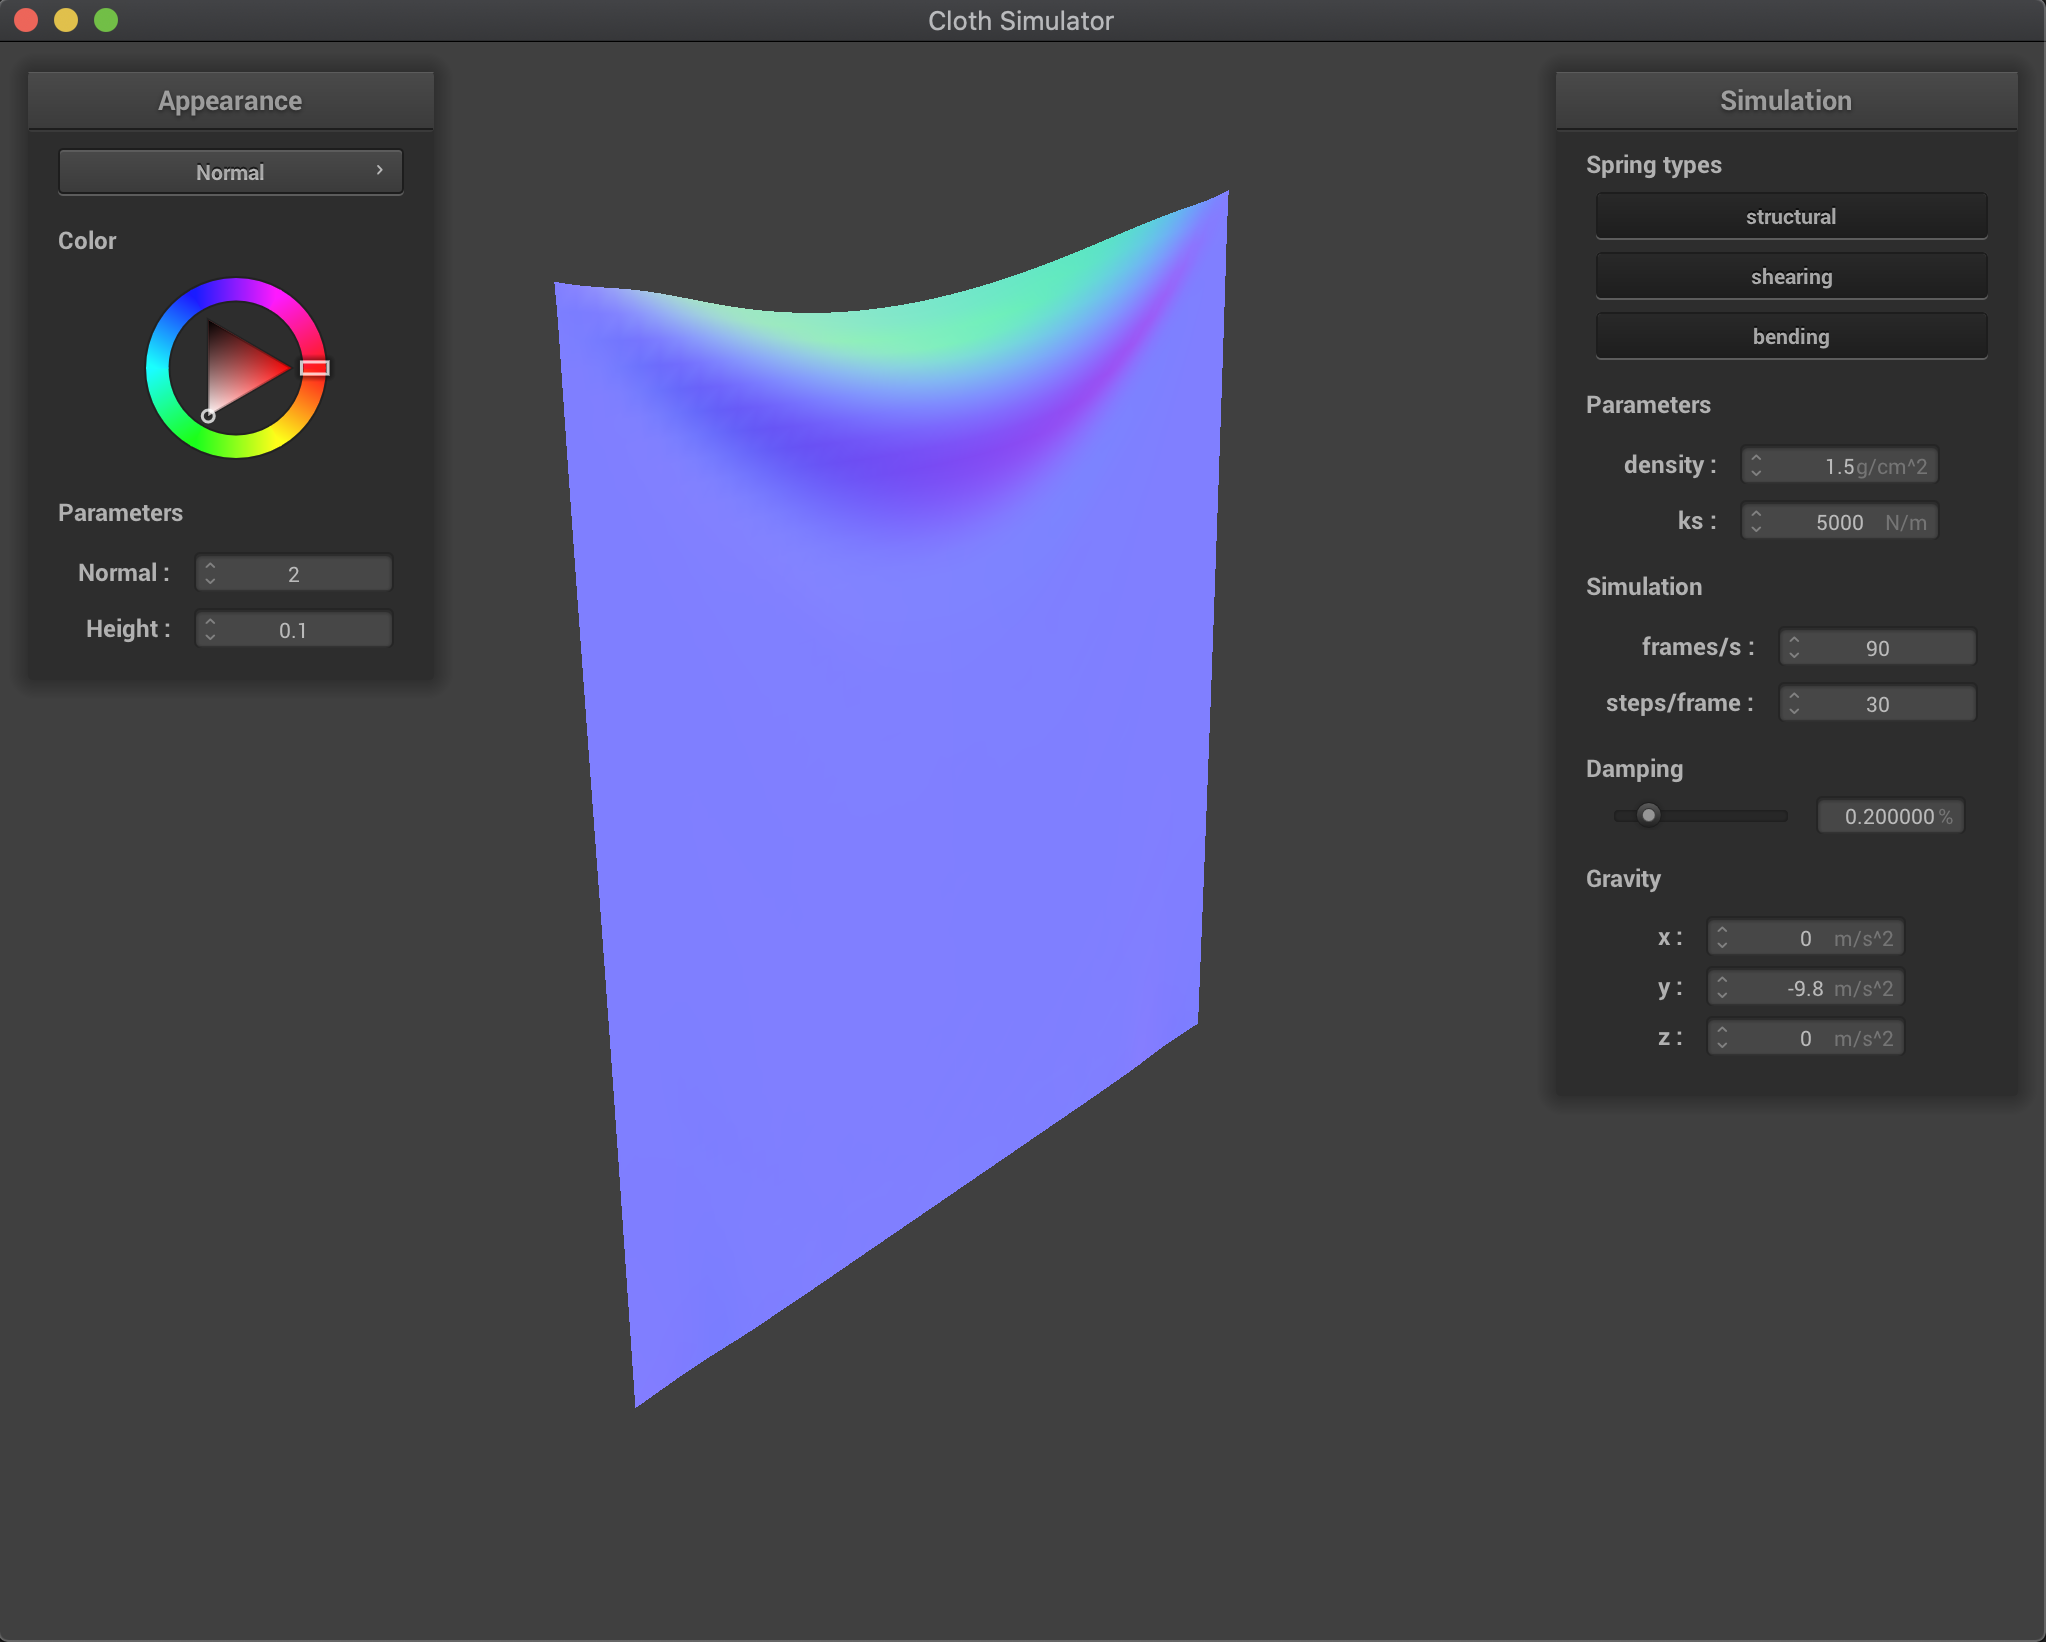 Cloth Simulator
Appearance
Normal
Color
Parameters
Normal : 2
Height : 0.1
Simulation
Spring types
structural
shearing
bending
Parameters
density : 1.5 g/cm^2
ks : 5000 N/m
Simulation
frames/s : 90
steps/frame : 30
Damping
0.200000 %
Gravity
x : 0 m/s^2
y : -9.8 m/s^2
z : 0 m/s^2